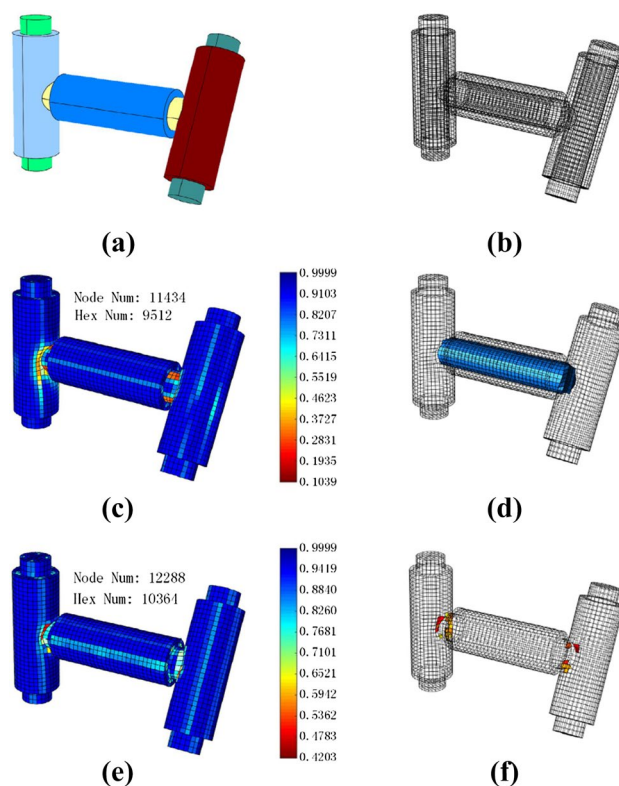 (a)
(b)
Node Num: 11434
Hex Num: 9512
0.9999
0.9103
0.8207
0.7311
0.6115
0.5519
0.4623
0.3727
0.2831
0.1935
0.1039
(c)
(d)
Node Num: 12288
Hex Num: 10364
0.9999
0.9419
0.8840
0.8260
0.7681
0.7101
0.6521
0.5942
0.5362
0.4783
0.4203
(e)
(f)